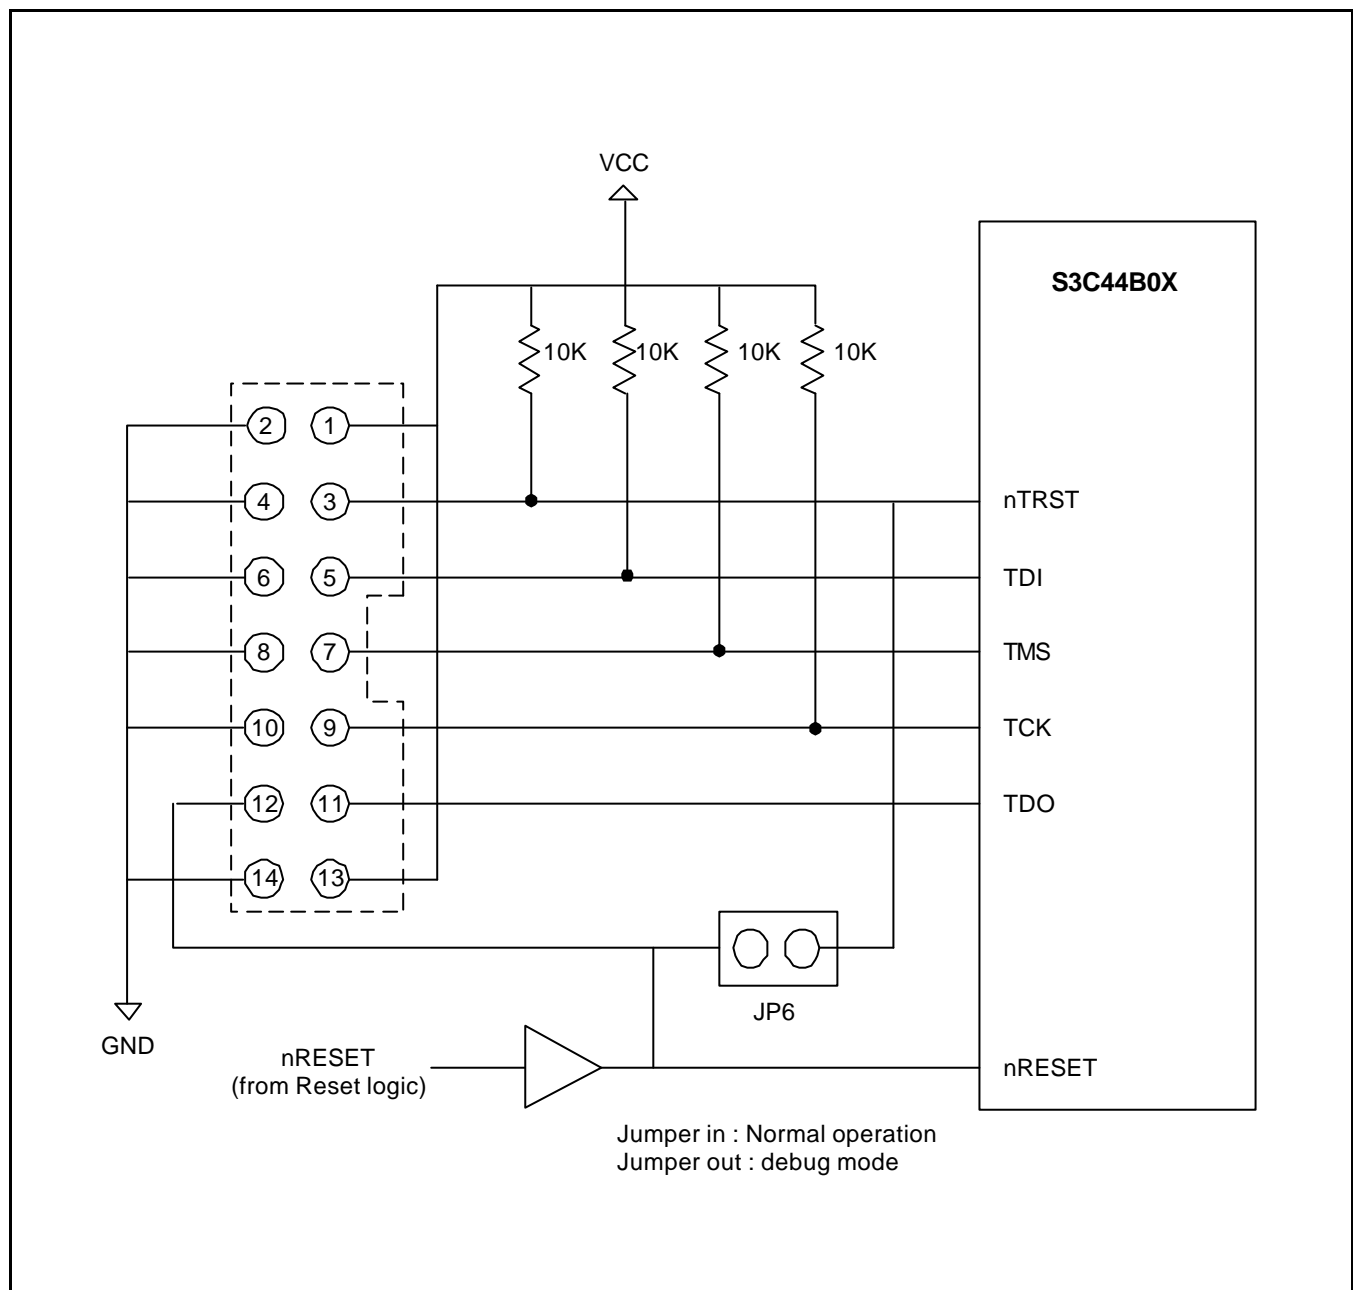 VCC
S3C44B0X
10K
10K
10K
10K
2 1
4 3
nTRST
6 5
TDI
8 7
TMS
10 9
TCK
12 11
TDO
14 13
JP6
GND
nRESET
(from Reset logic)
nRESET
Jumper in : Normal operation
Jumper out : debug mode